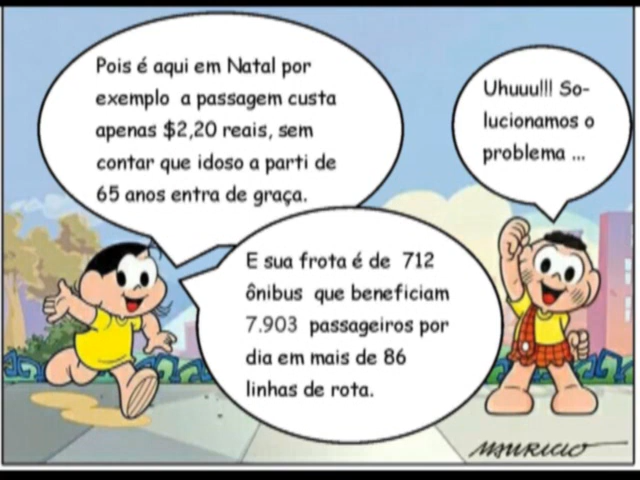 Pois é aqui em Natal por
exemplo a passagem custa
apenas $2,20 reais, sem
contar que idoso a parti de
65 anos entra de graça.
E sua frota é de 712
ônibus que beneficiam
7.903 passageiros por
dia em mais de 86
linhas de rota.
Uhuuu!!! So-
lucionamos o
problema ...
MAURICIO